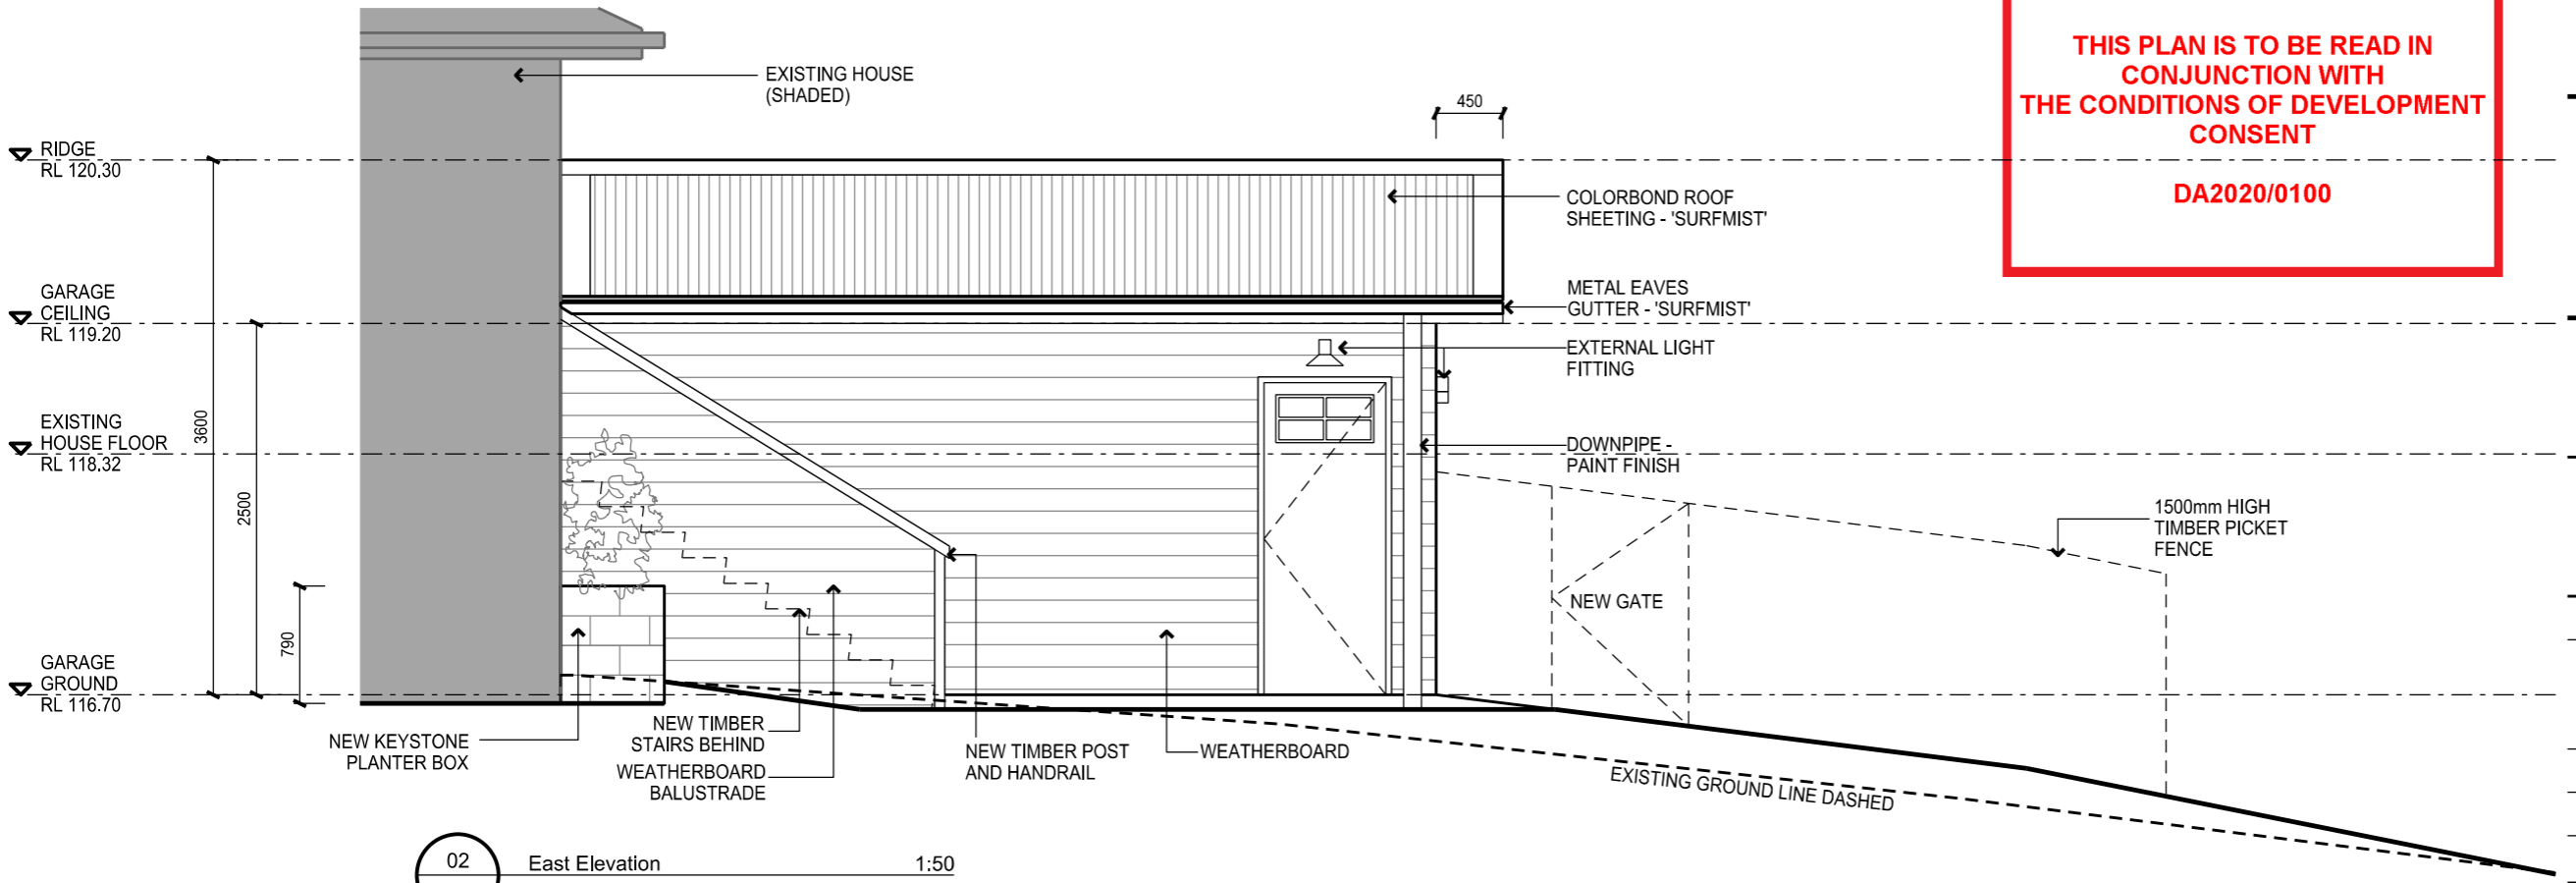 THIS PLAN IS TO BE READ IN
CONJUNCTION WITH
THE CONDITIONS OF DEVELOPMENT
CONSENT
DA2020/0100
EXISTING HOUSE
(SHADED)
450
RIDGE
RL 120.30
COLORBOND ROOF
SHEETING - 'SURFMIST'
GARAGE
CEILING
RL 119.20
METAL EAVES
GUTTER - 'SURFMIST'
EXTERNAL LIGHT
FITTING
EXISTING
HOUSE FLOOR
RL 118.32
3600
2500
790
DOWNPIPE -
PAINT FINISH
1500mm HIGH
TIMBER PICKET
FENCE
NEW GATE
GARAGE
GROUND
RL 116.70
NEW KEYSTONE
PLANTER BOX
NEW TIMBER
STAIRS BEHIND
WEATHERBOARD
BALUSTRADE
NEW TIMBER POST
AND HANDRAIL
WEATHERBOARD
EXISTING GROUND LINE DASHED
02
East Elevation
1:50